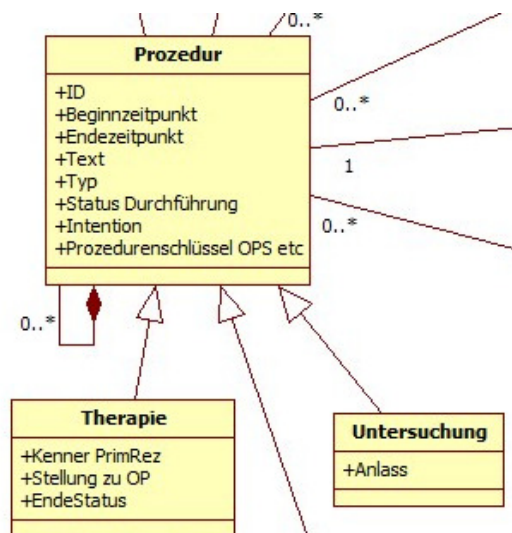 0..*
Prozedur
+ID
+Beginnzeitpunkt
+Endezeitpunkt
+Text
+Typ
+Status Durchführung
+Intention
+Prozedurenschlüssel OPS etc
0..*
1
0..*
0..*
Therapie
+Kenner PrimRez
+Stellung zu OP
+EndeStatus
Untersuchung
+Anlass